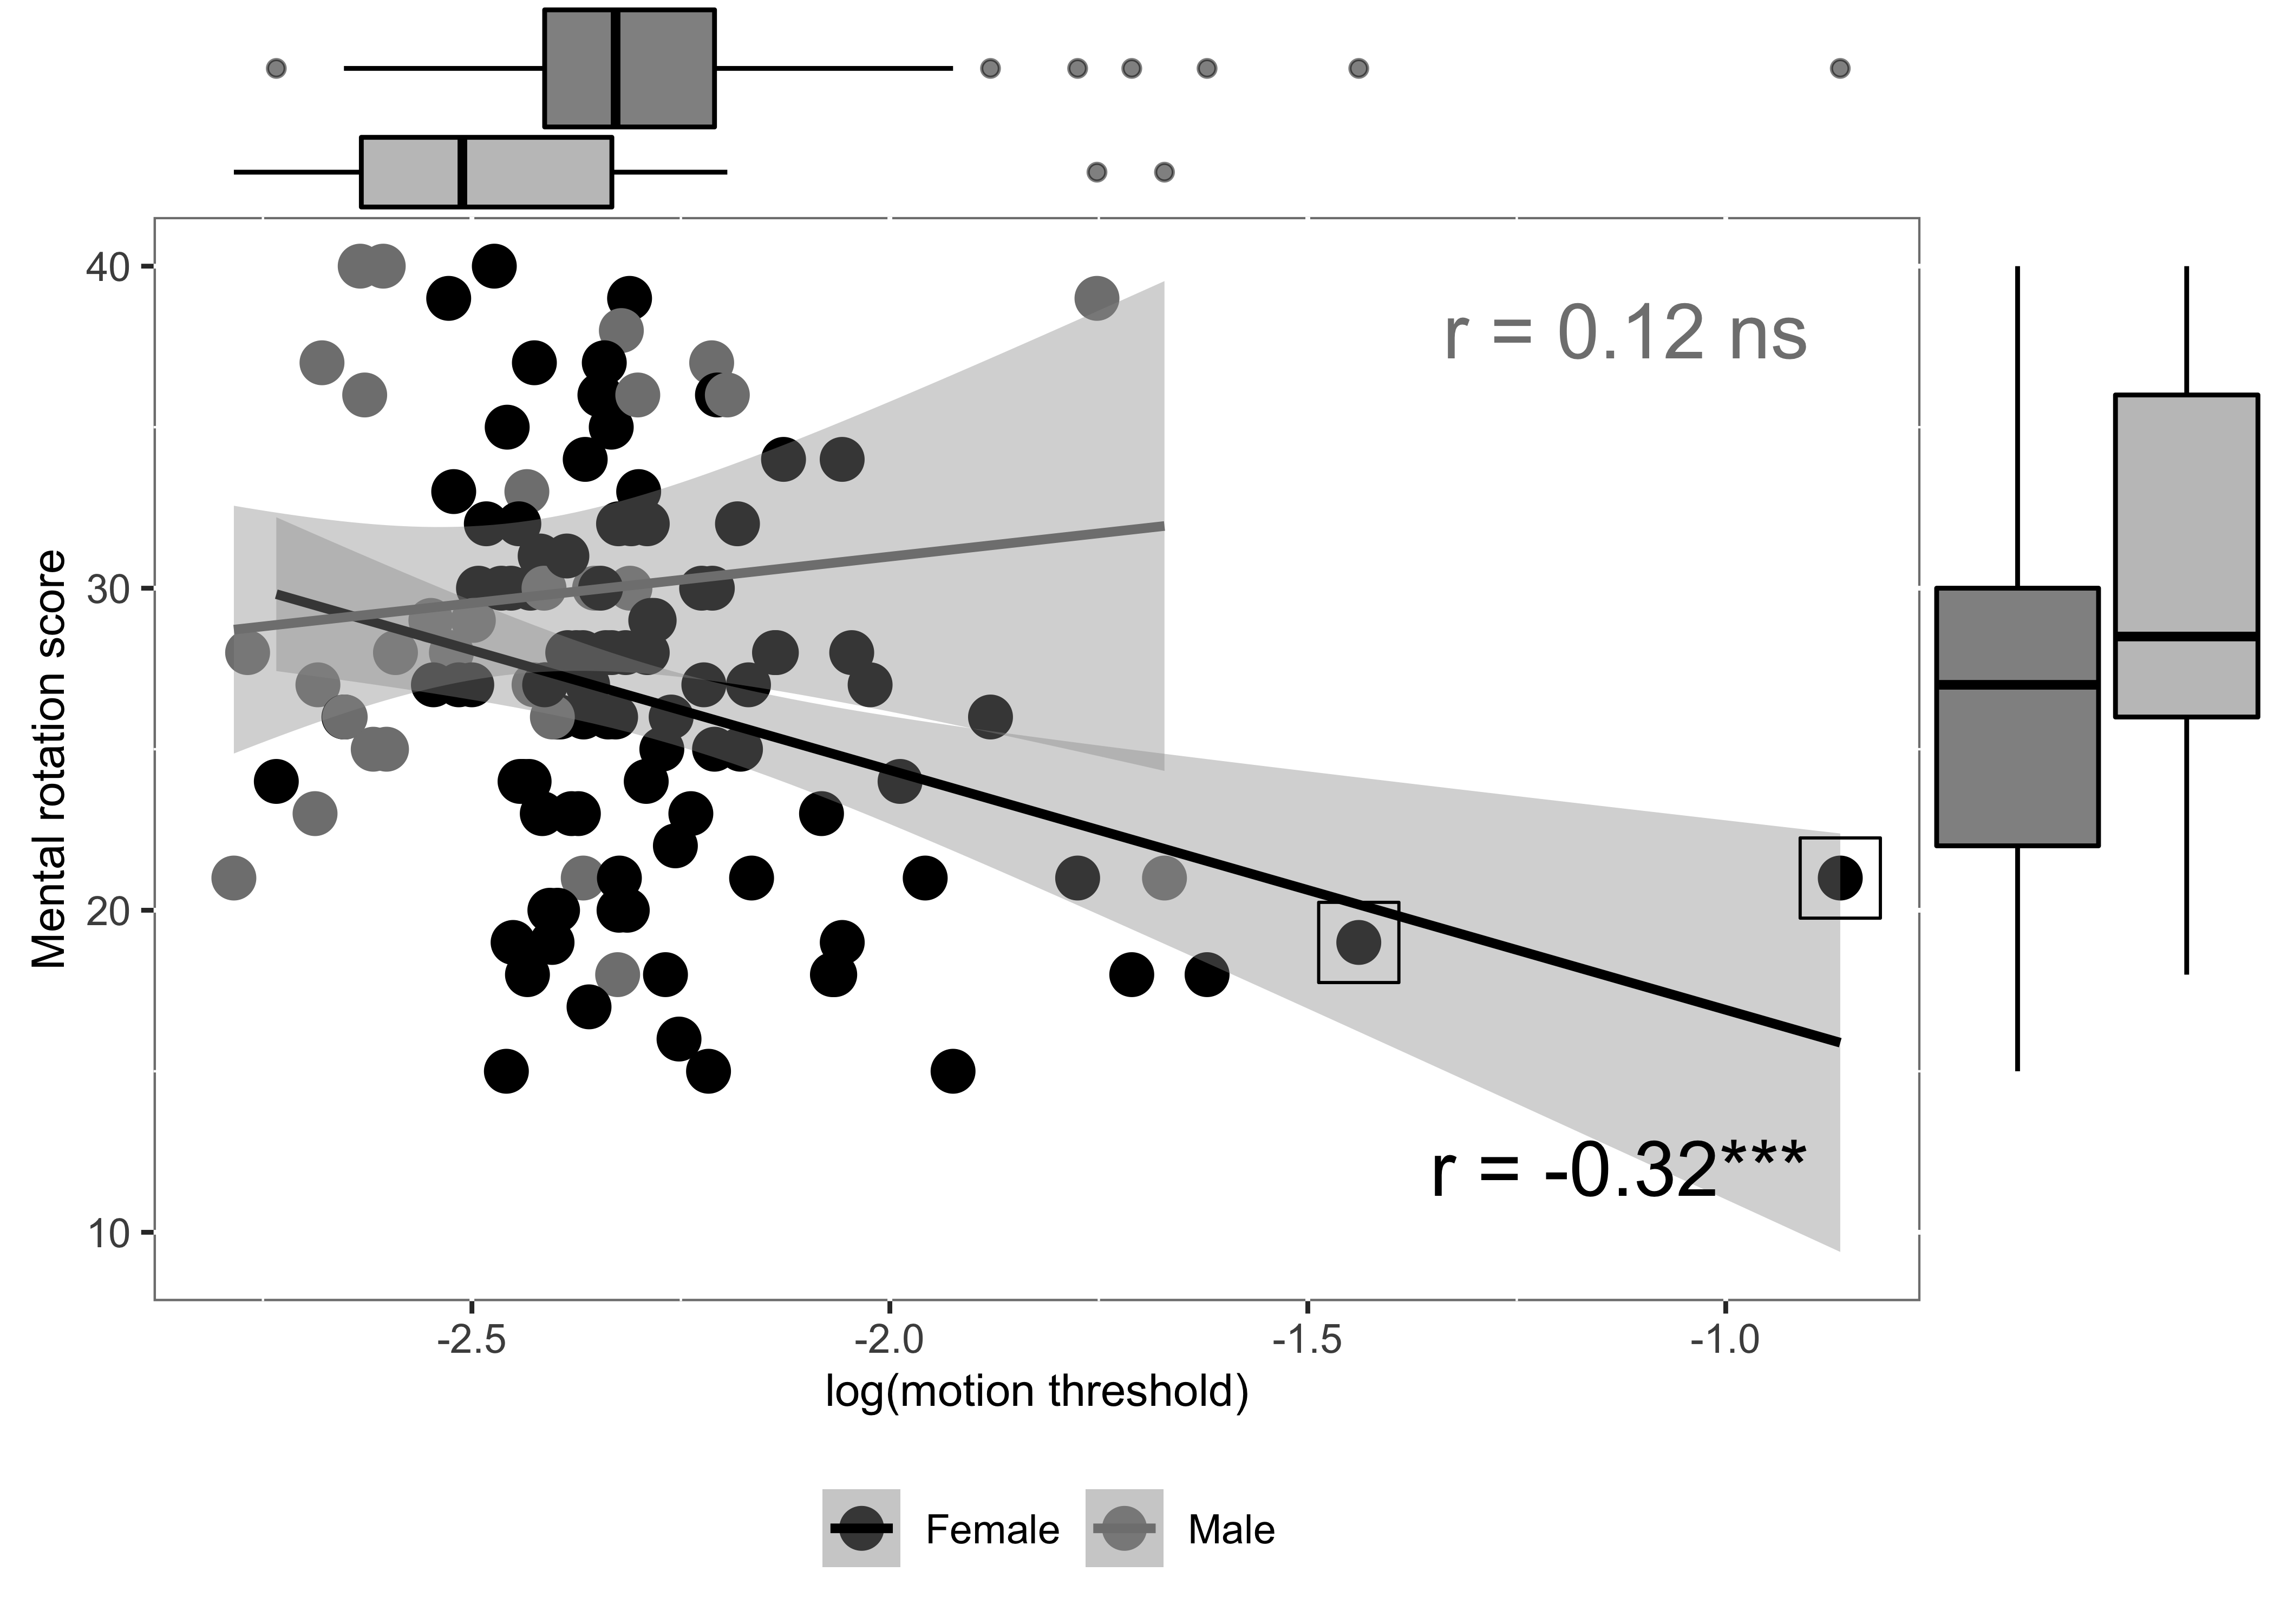 40
r = 0.12 ns
30
Mental rotation score
20
r = -0.32***
10
-2.5 -2.0 -1.5 -1.0
log(motion threshold)
Female Male